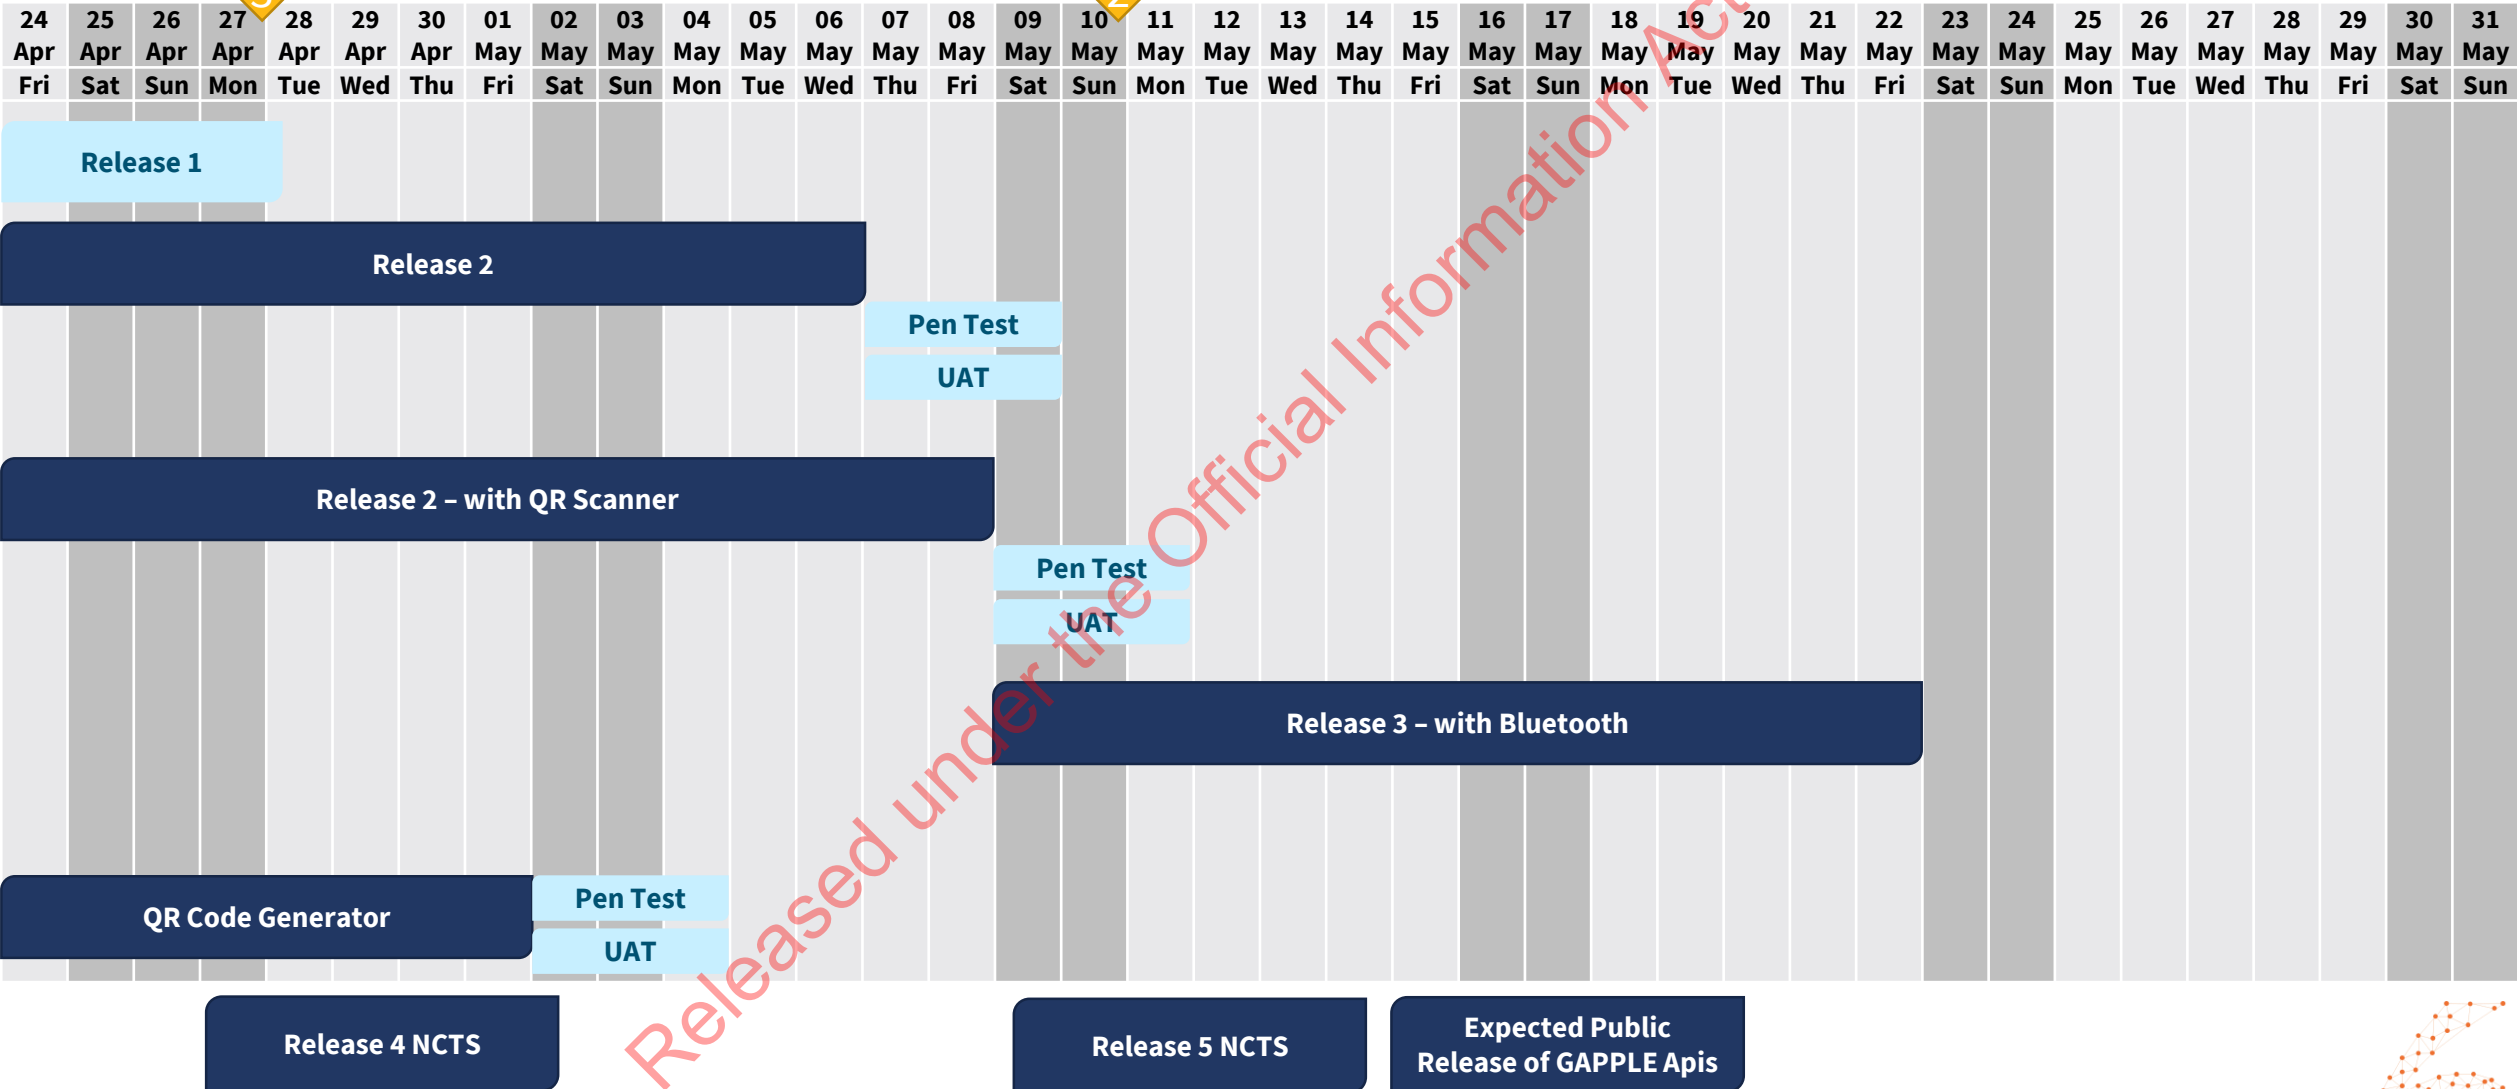 3 2
24 25 26 27 28 29 30 01 02 03 04 05 06 07 08 09 10 11 12 13 14 15 16 17 18 19 20 21 22 23 24 25 26 27 28 29 30 31
Apr Apr Apr Apr Apr Apr Apr May May May May May May May May May May May May May May May May May May May May May May May May May May May May May May May
Fri Sat Sun Mon Tue Wed Thu Fri Sat Sun Mon Tue Wed Thu Fri Sat Sun Mon Tue Wed Thu Fri Sat Sun Mon Tue Wed Thu Fri Sat Sun Mon Tue Wed Thu Fri Sat Sun
Release 1
Release 2
Pen Test
UAT
Release 2 – with QR Scanner
Pen Test
UAT
Release 3 – with Bluetooth
QR Code Generator
Pen Test
UAT
Release 4 NCTS
Release 5 NCTS
Expected Public
Release of GAPPLE Apis
Released under the Official Information Act